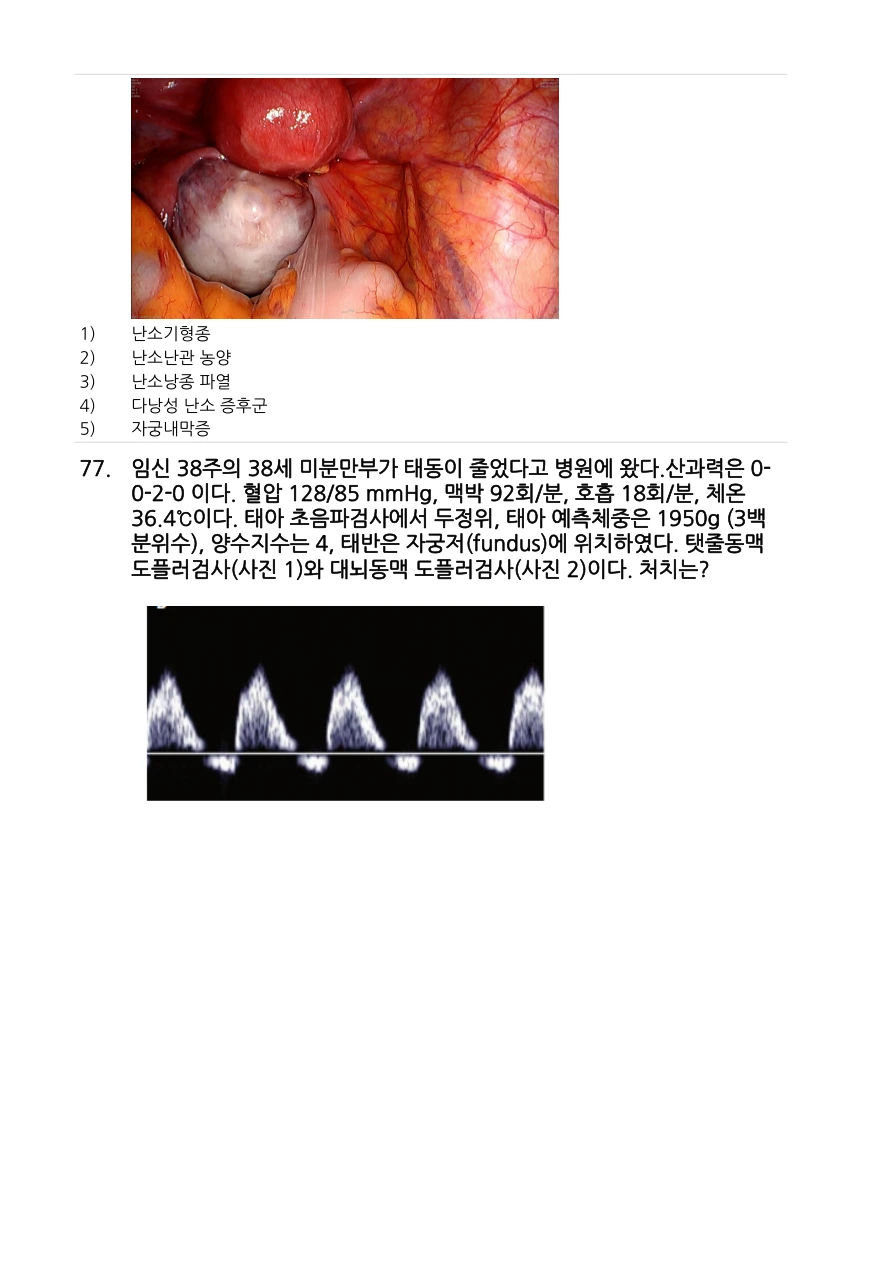 1) 난소기형종
2) 난소난관 농양
3) 난소낭종 파열
4) 다낭성 난소 증후군
5) 자궁내막증
77. 임신 38주의 38세 미분만부가 태동이 줄었다고 병원에 왔다.산과력은 0-
0-2-0 이다. 혈압 128/85 mmHg, 맥박 92회/분, 호흡 18회/분, 체온
36.4℃이다. 태아 초음파검사에서 두정위, 태아 예측체중은 1950g (3백
분위수), 양수지수는 4, 태반은 자궁저(fundus)에 위치하였다. 탯줄동맥
도플러검사(사진 1)와 대뇌동맥 도플러검사(사진 2)이다. 처치는?